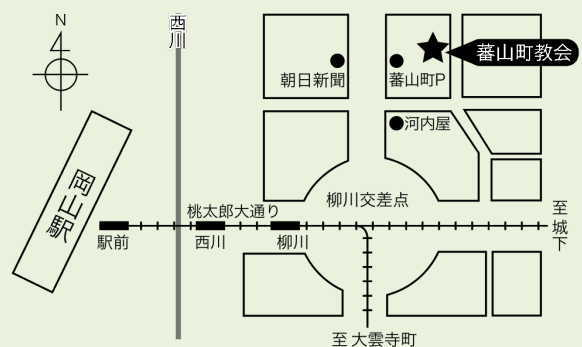 N
西川
朝日新聞
蕃山町P
蕃山町教会
河内屋
岡山駅
桃太郎大通り
柳川交差点
至城下
駅前
西川
柳川
至 大雲寺町